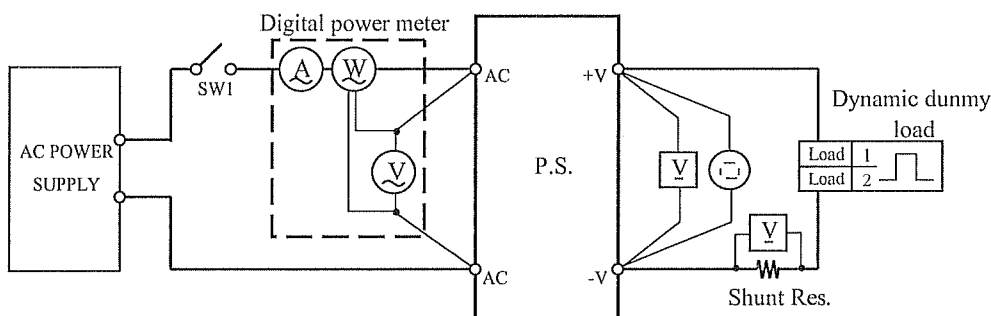 Digital power meter
A
W
SW1
AC
V
AC
AC POWER
SUPPLY
P.S.
+V
-V
V
Dynamic dunmy
load
Load 1
Load 2
V
Shunt Res.